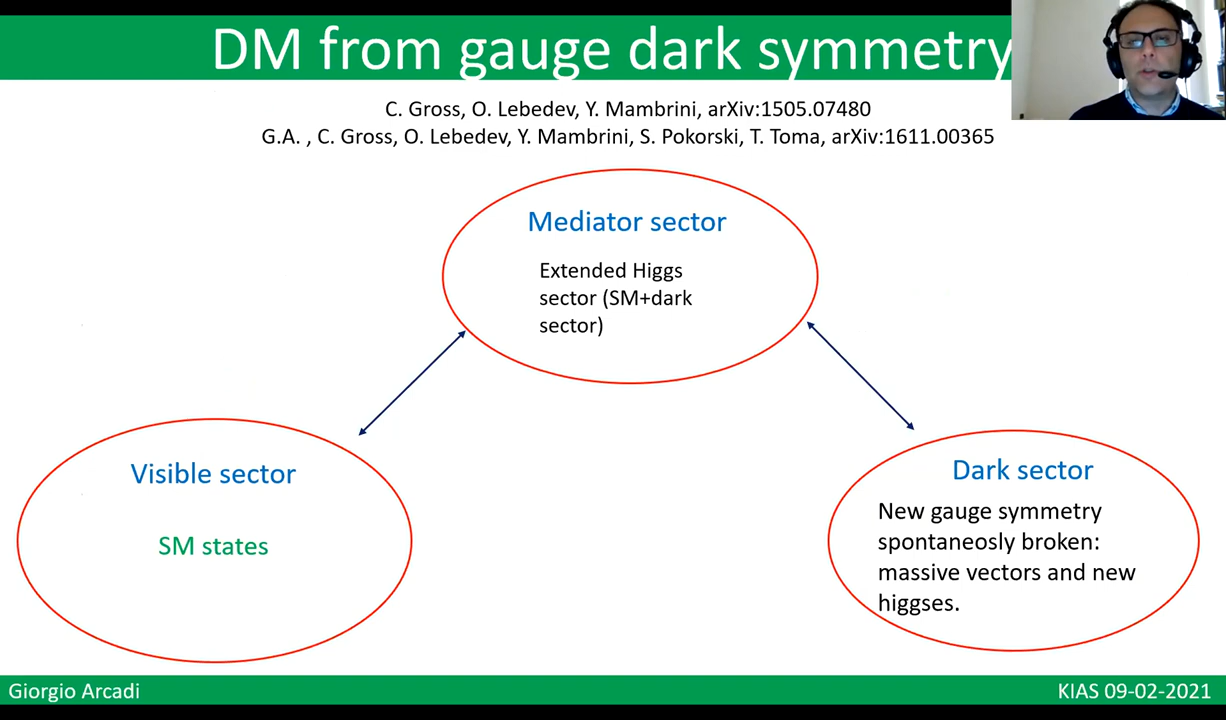 DM from gauge dark symmetry
C. Gross, O. Lebedev, Y. Mambrini, arXiv:1505.07480
G.A. , C. Gross, O. Lebedev, Y. Mambrini, S. Pokorski, T. Toma, arXiv:1611.00365
Mediator sector
Extended Higgs
sector (SM+dark
sector)
Visible sector
SM states
Dark sector
New gauge symmetry
spontaneosly broken:
massive vectors and new
higgses.
Giorgio Arcadi
KIAS 09-02-2021